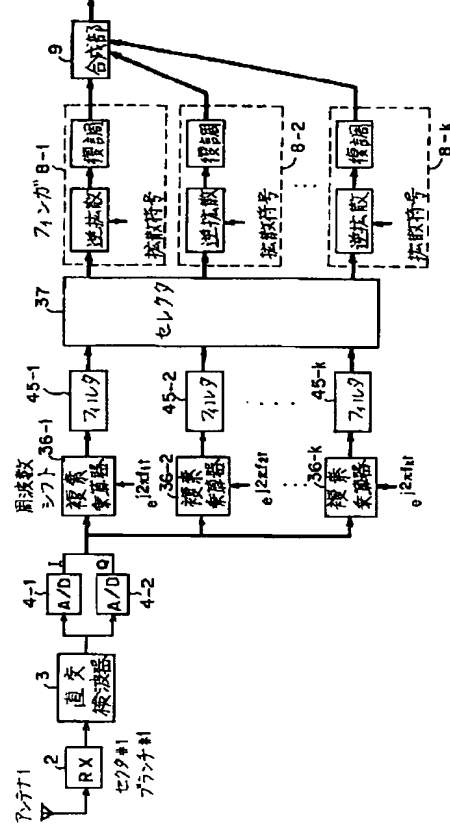 アンテナ1
RX
2
セクタ#1
ブランチ#1
直交
検波器
3
A/D
4-1
I
A/D
4-2
Q
周波数
シフト
36-1
複素
乗算器
e^j2πf1t
36-2
複素
乗算器
e^j2πf2t
36-k
複素
乗算器
45-1
フィルタ
45-2
フィルタ
45-k
フィルタ
37
セレクタ
フィンガ
8-1
逆拡散
復調
拡散符号
8-2
逆拡散
復調
拡散符号
8-k
逆拡散
復調
拡散符号
9
合成部